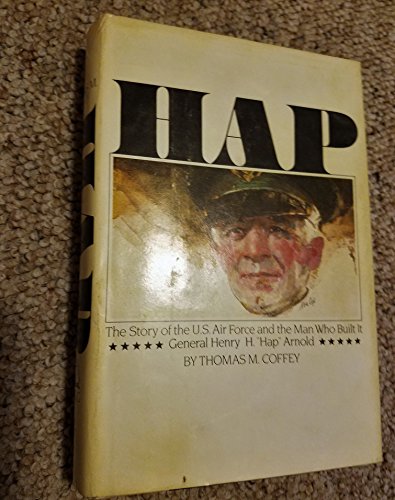 HAP
The Story of the U.S. Air Force and the Man Who Built It
★★★★★ General Henry H. 'Hap' Arnold ★★★★★
BY THOMAS M. COFFEY
HAP